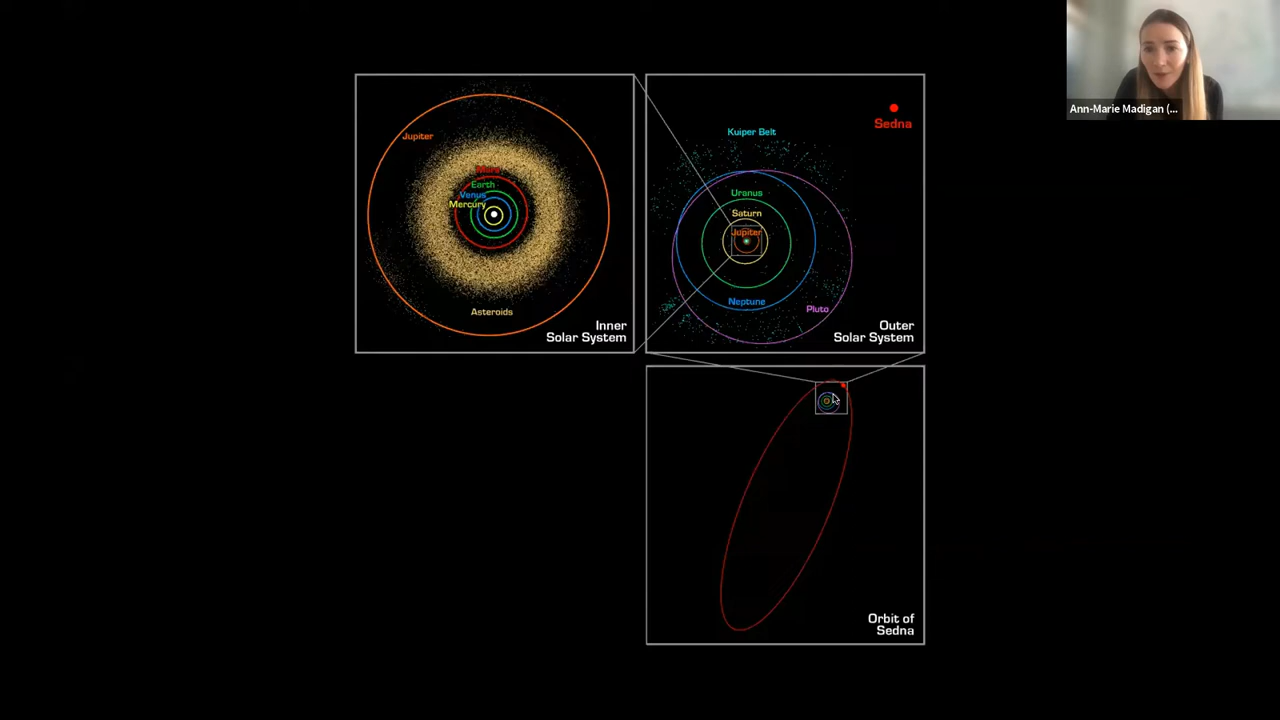 Ann-Marie Madigan (...
Jupiter
Mars
Earth
Venus
Mercury
Asteroids
Inner
Solar System
Sedna
Kuiper Belt
Uranus
Saturn
Jupiter
Neptune
Pluto
Outer
Solar System
Orbit of
Sedna